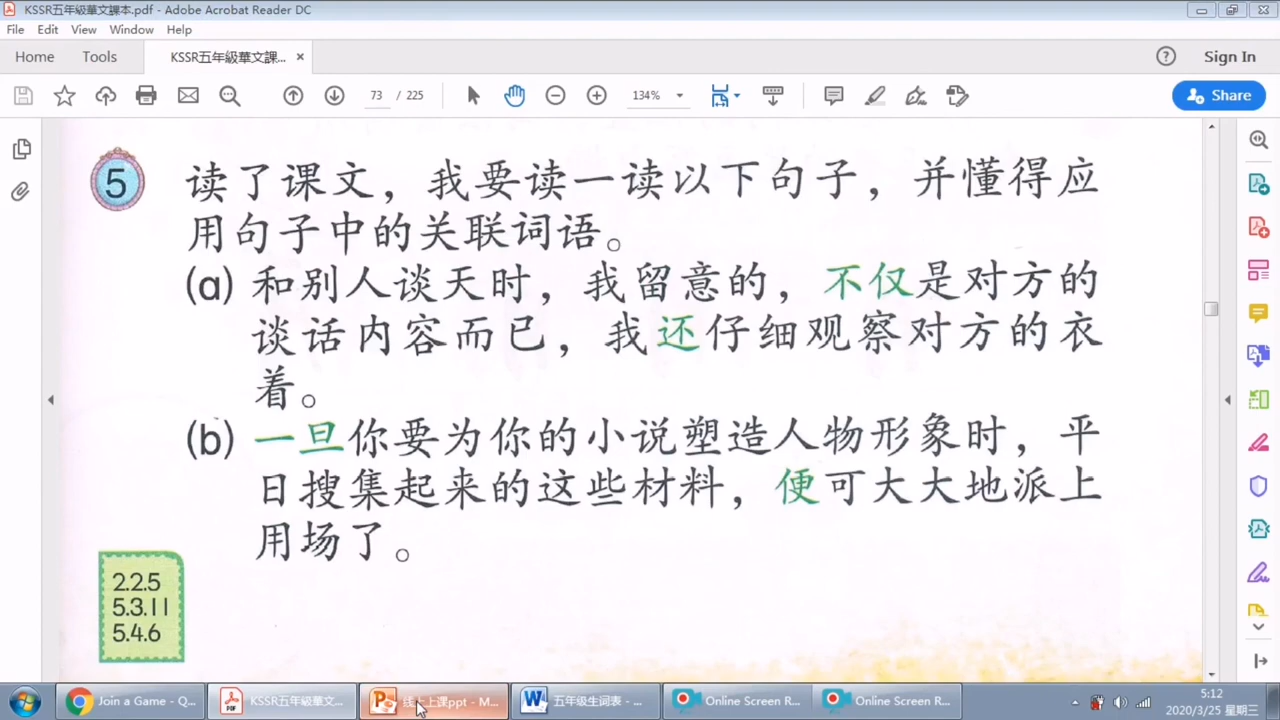 KSSR五年級華文課本.pdf - Adobe Acrobat Reader DC
File Edit View Window Help
Home Tools KSSR五年級華文課... × Sign In
73 / 225 134% Share
5 读了课文，我要读一读以下句子，并懂得应
用句子中的关联词语。
(a) 和别人谈天时，我留意的，不仅是对方的
谈话内容而已，我还仔细观察对方的衣
着。
(b) 一旦你要为你的小说塑造人物形象时，平
日搜集起来的这些材料，便可大大地派上
用场了。
2.2.5
5.3.11
5.4.6
Join a Game - Q... KSSR五年級華文... 线上上课ppt - M... 五年级生词表 - ... Online Screen R... Online Screen R... 5:12
2020/3/25 星期三